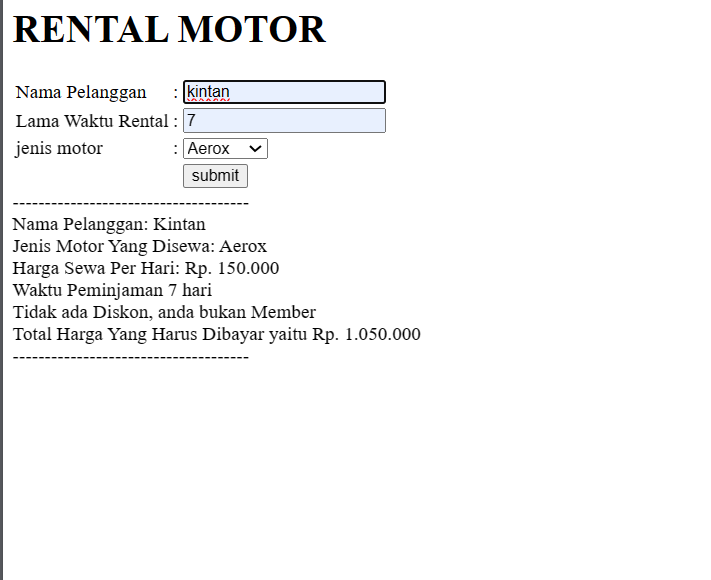 RENTAL MOTOR
Nama Pelanggan : kintan
Lama Waktu Rental : 7
jenis motor : Aerox
submit
-------------------------------------
Nama Pelanggan: Kintan
Jenis Motor Yang Disewa: Aerox
Harga Sewa Per Hari: Rp. 150.000
Waktu Peminjaman 7 hari
Tidak ada Diskon, anda bukan Member
Total Harga Yang Harus Dibayar yaitu Rp. 1.050.000
-------------------------------------